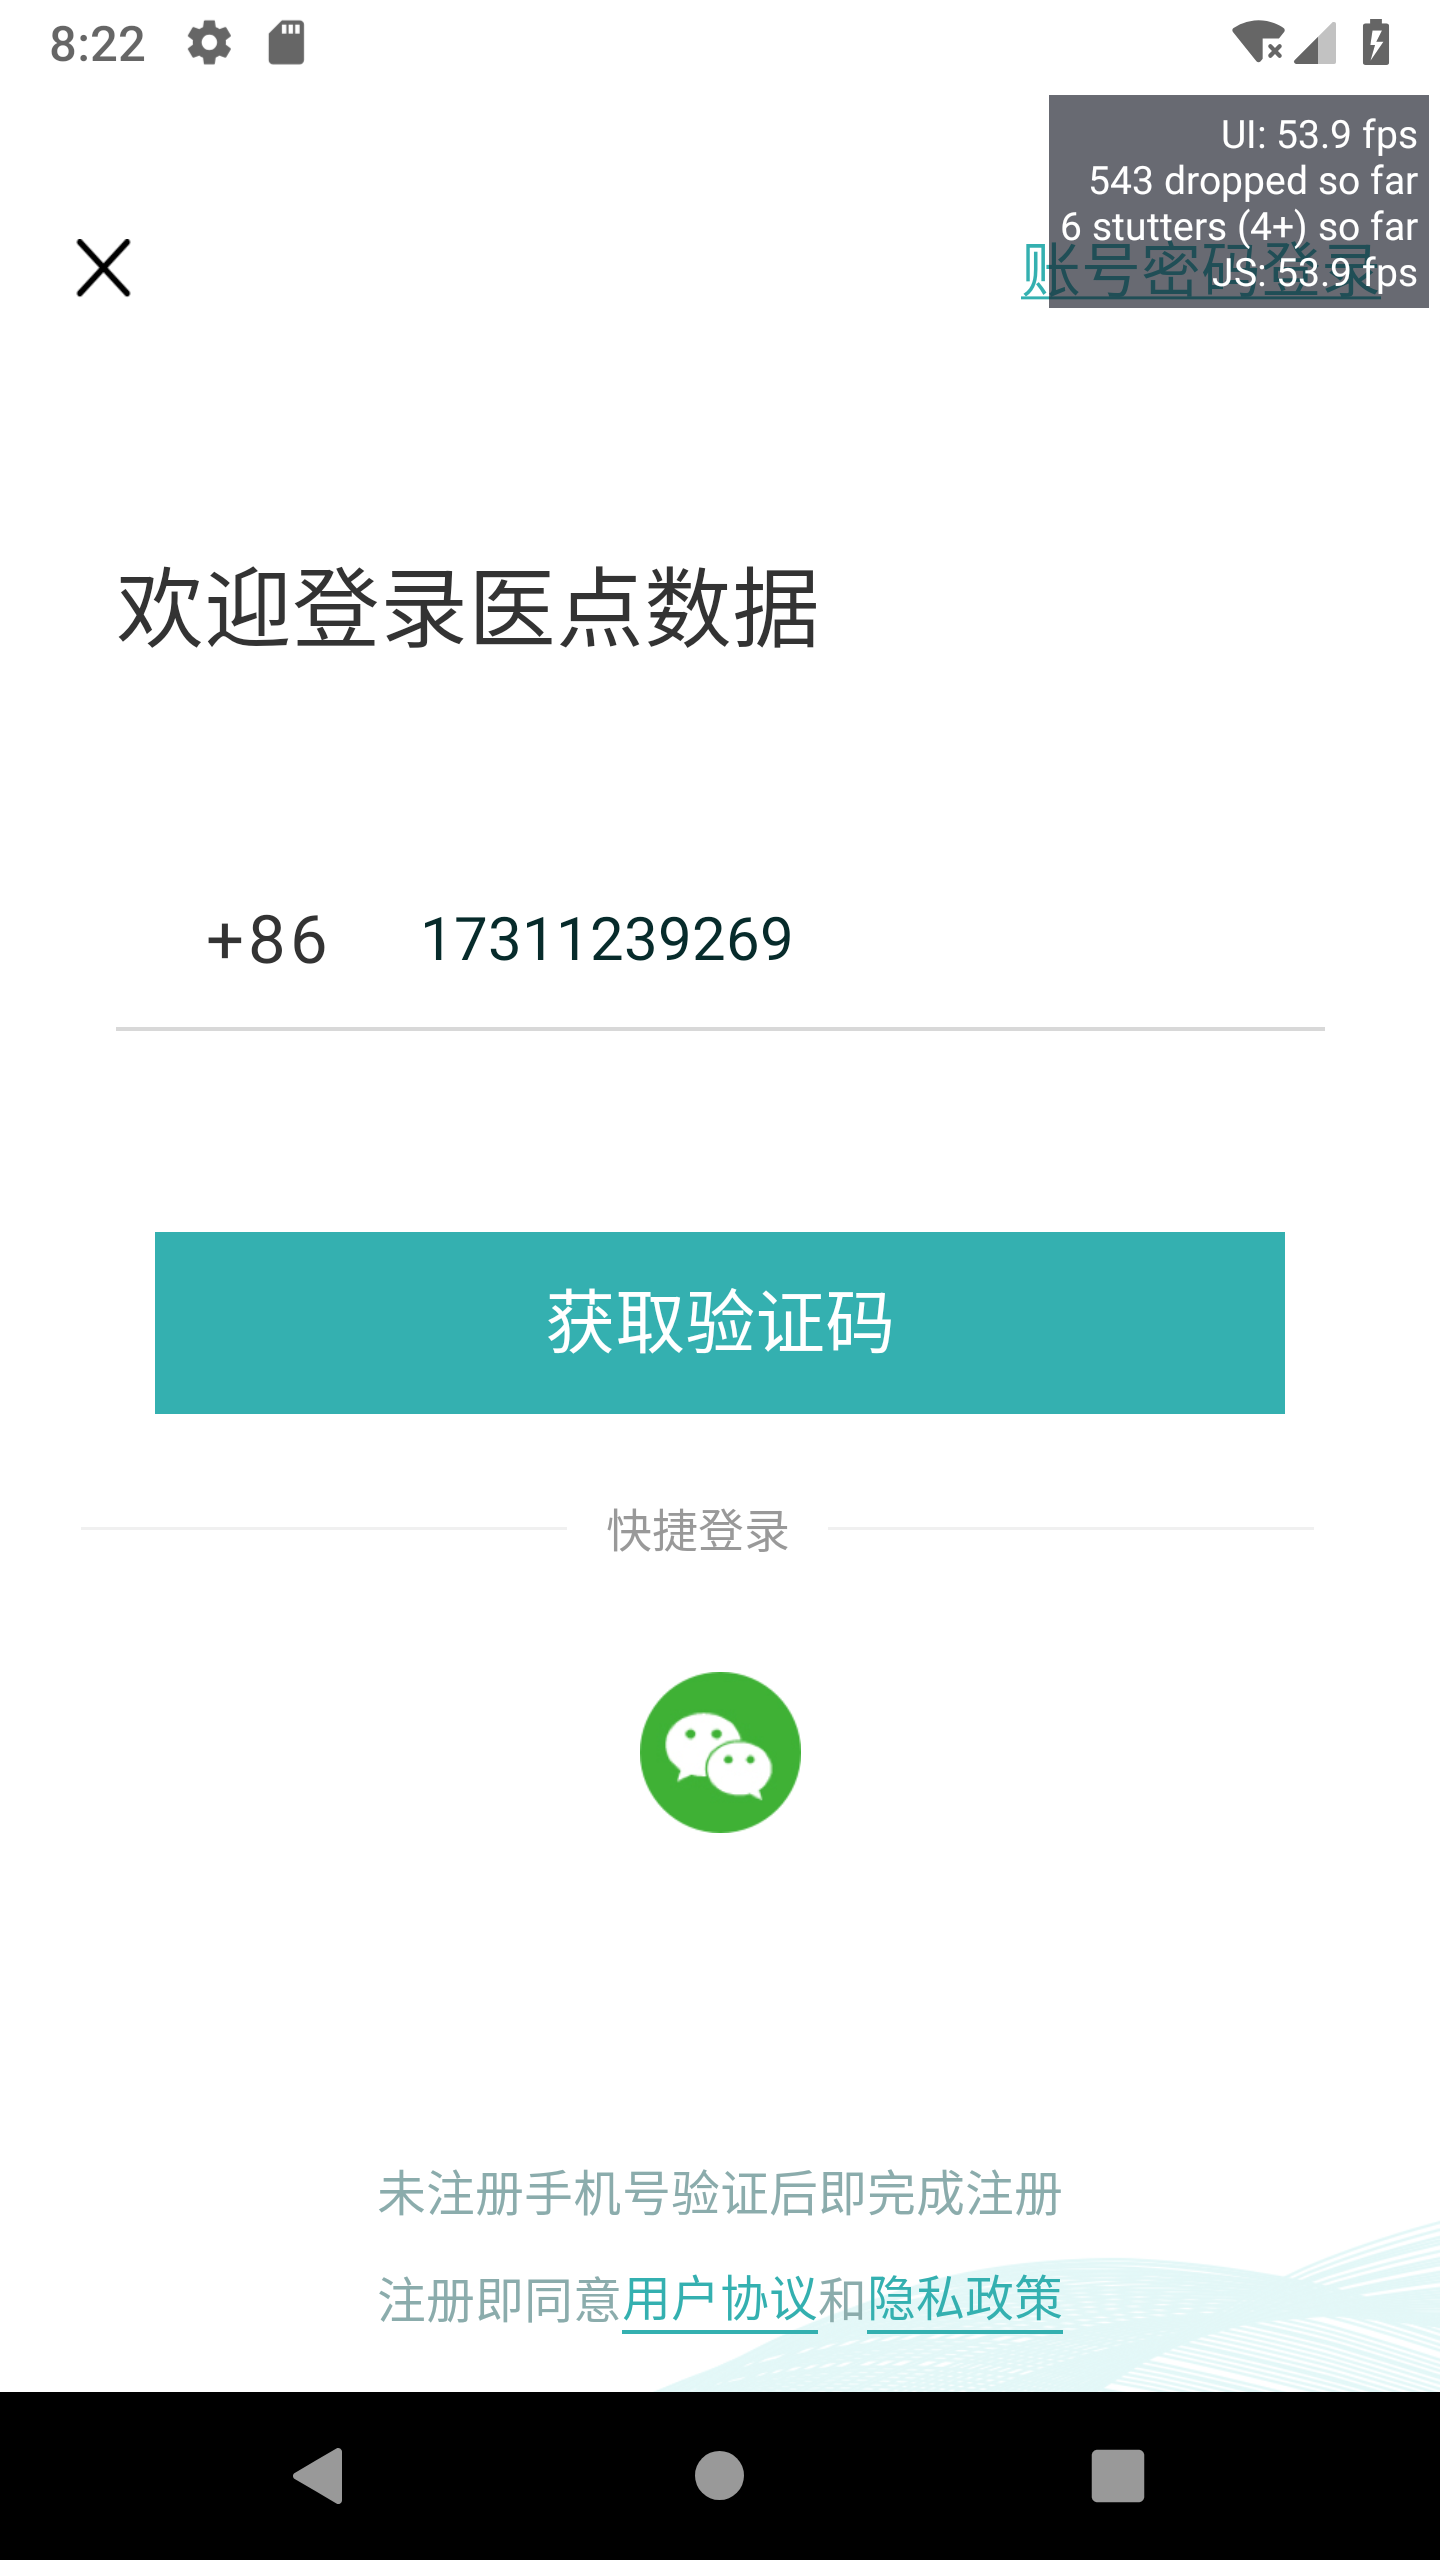 8:22
UI: 53.9 fps
543 dropped so far
6 stutters (4+) so far
JS: 53.9 fps
账号密码登录
欢迎登录医点数据
+86 17311239269
获取验证码
快捷登录
未注册手机号验证后即完成注册
注册即同意用户协议和隐私政策